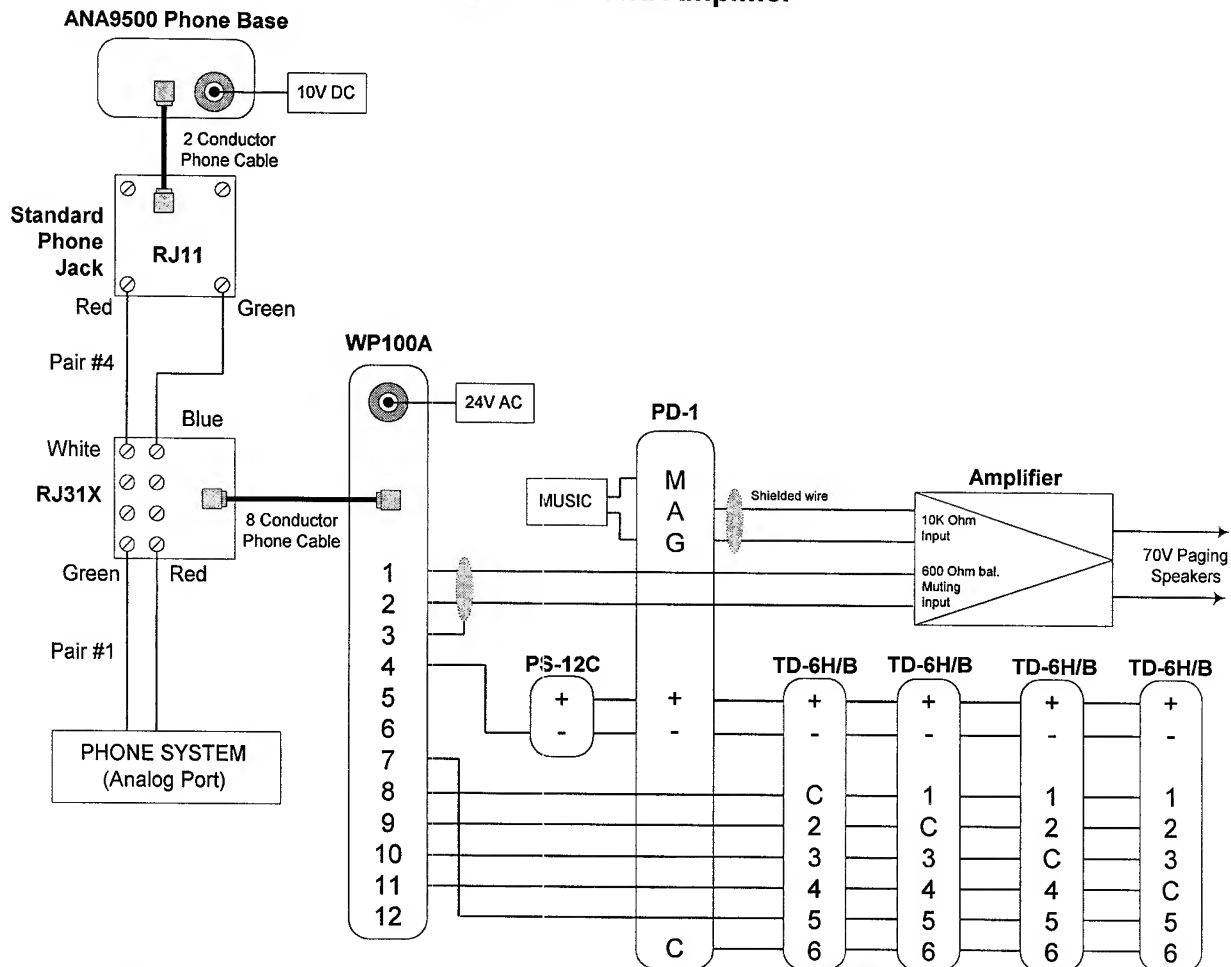 Amplifier
ANA9500 Phone Base
10V DC
2 Conductor
Phone Cable
Standard
Phone
Jack
RJ11
Red
Green
Pair #4
Blue
White
RJ31X
8 Conductor
Phone Cable
Green
Red
Pair #1
PHONE SYSTEM
(Analog Port)
WP100A
24V AC
1
2
3
4
5
6
7
8
9
10
11
12
MUSIC
PD-1
M
A
G
+
-
C
Shielded wire
Amplifier
10K Ohm
Input
600 Ohm bal.
Muting
input
70V Paging
Speakers
PS-12C
+
-
TD-6H/B
+
-
C
2
3
4
5
6
TD-6H/B
+
-
1
C
3
4
5
6
TD-6H/B
+
-
1
2
C
4
5
6
TD-6H/B
+
-
1
2
3
C
5
6